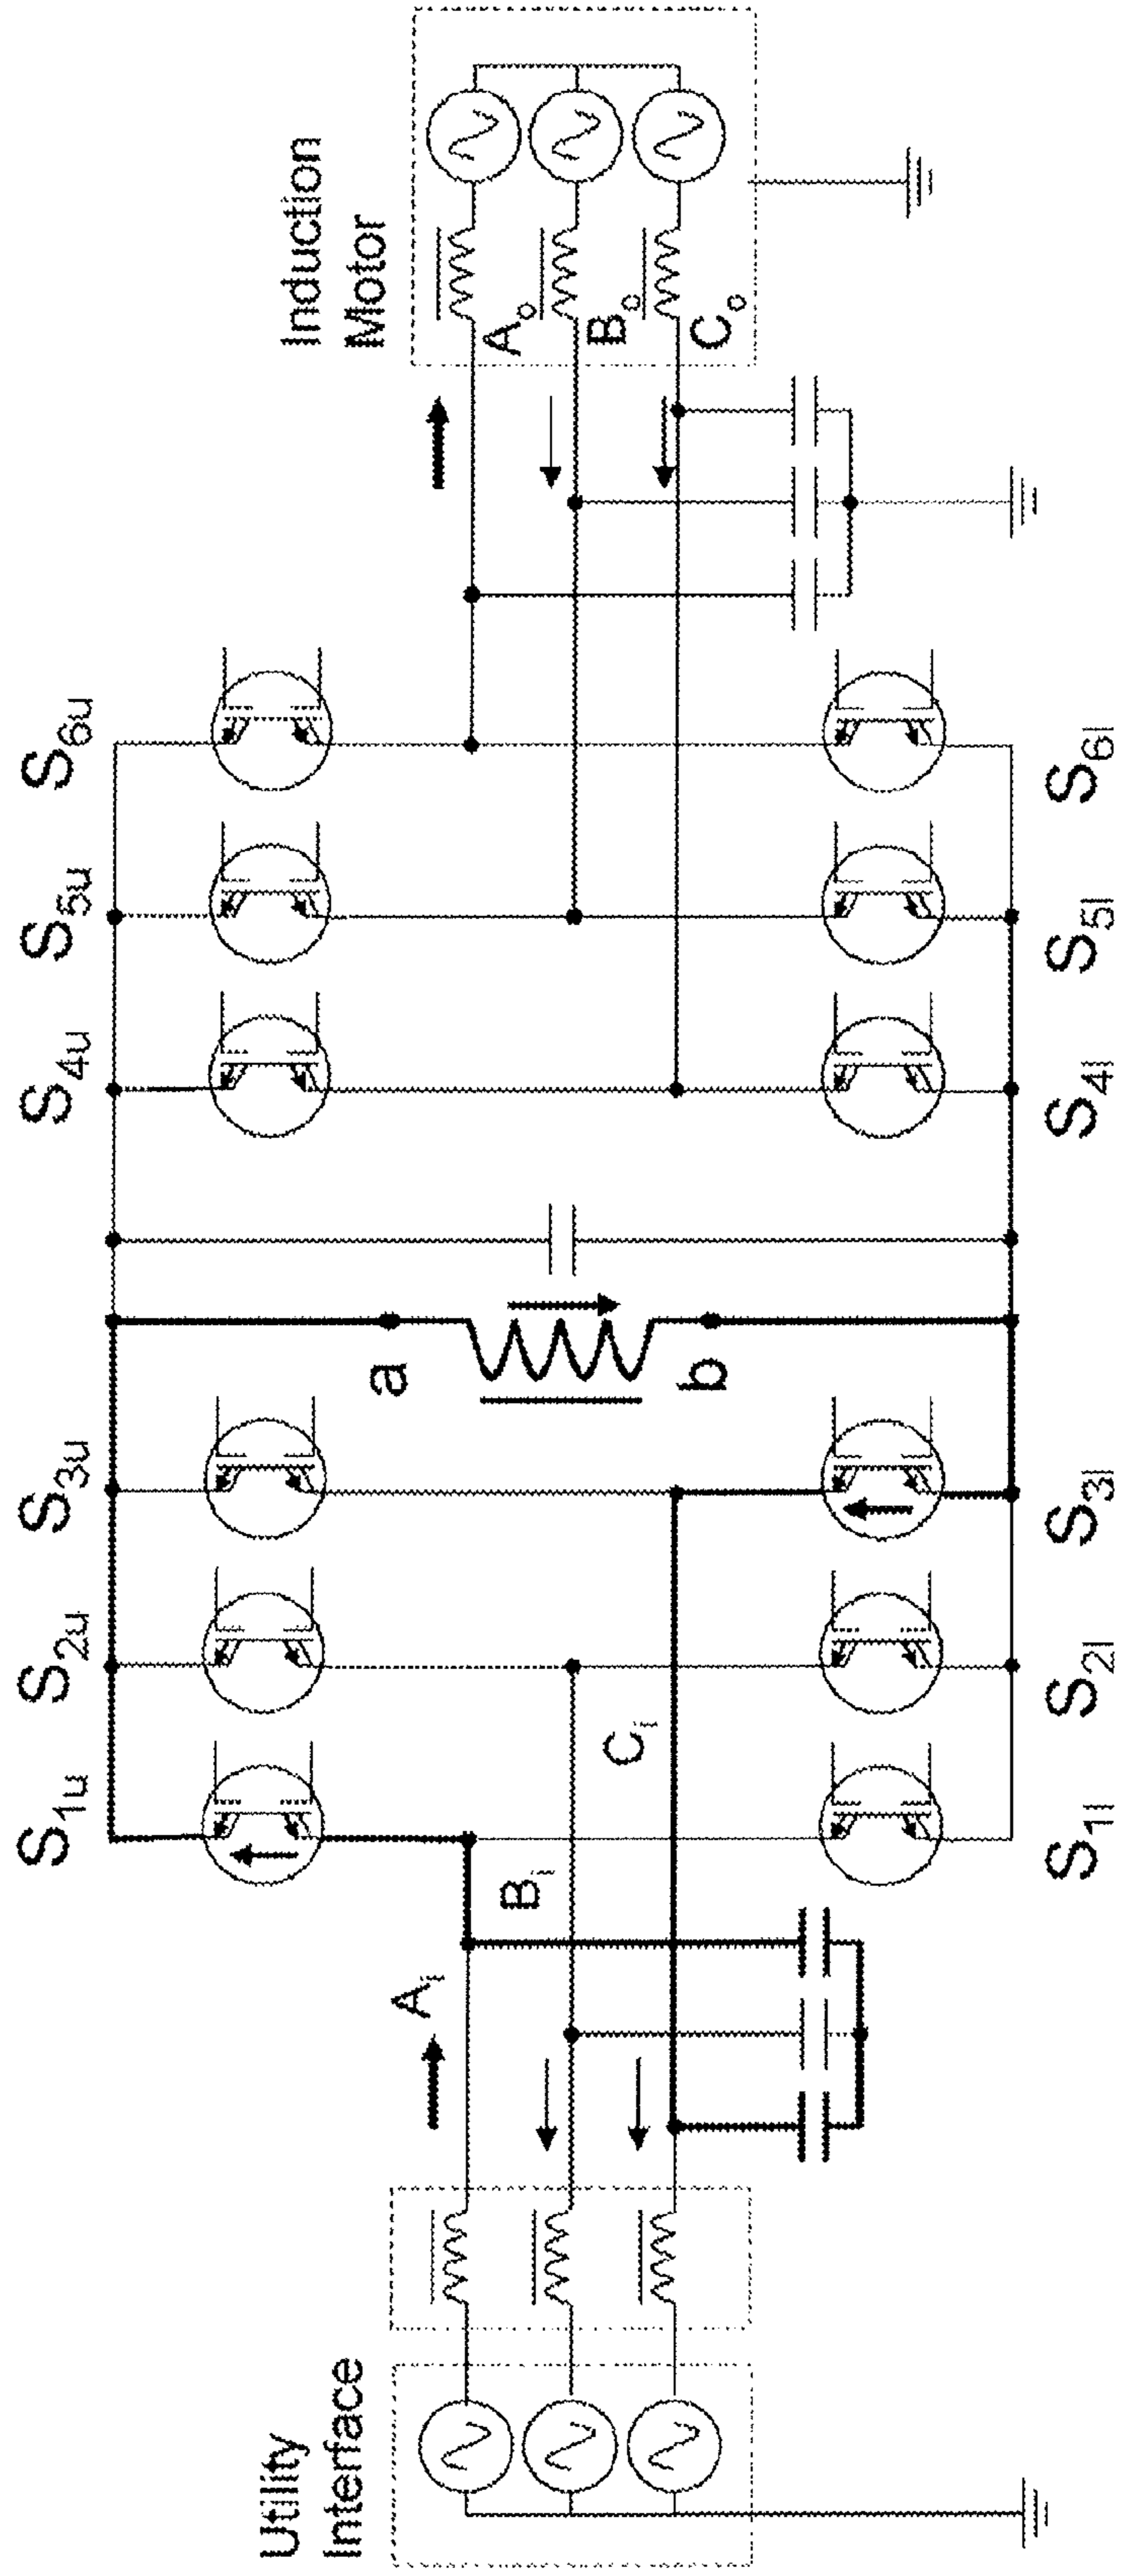 Utility
Interface
Induction
Motor
S1u
S2u
S3u
S4u
S5u
S6u
Ai
Bi
Ci
a
b
Ao
Bo
Co
S1l
S2l
S3l
S4l
S5l
S6l